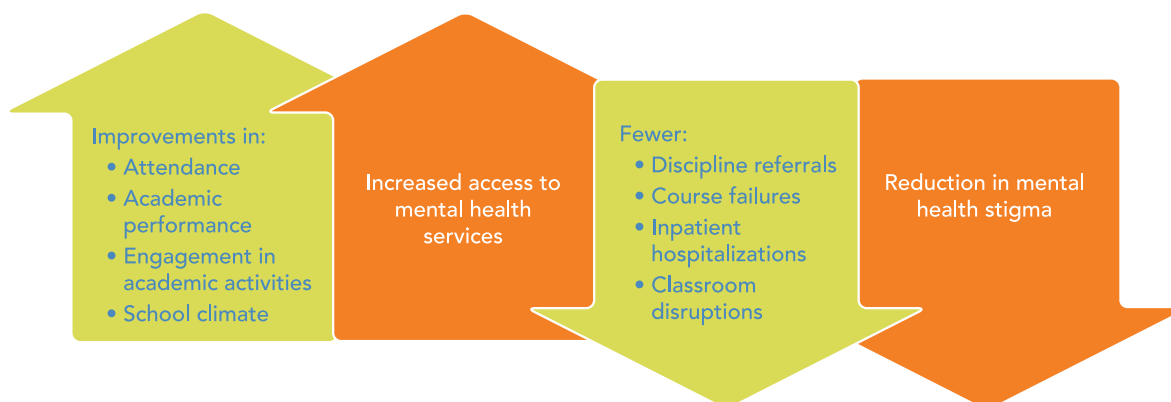 Improvements in:
• Attendance
• Academic
performance
• Engagement in
academic activities
• School climate
Increased access to
mental health
services
Fewer:
• Discipline referrals
• Course failures
• Inpatient
hospitalizations
• Classroom
disruptions
Reduction in mental
health stigma